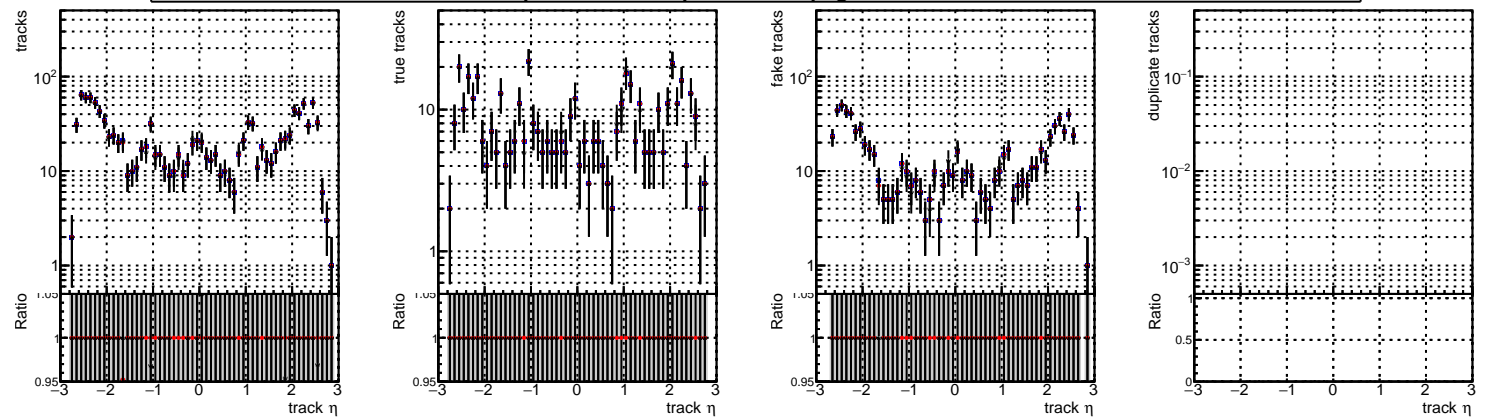 tracks
10²
10
1
Ratio
1.05
1
0.95
−3 −2 −1 0 1 2 3
track η
true tracks
10
1
Ratio
1.05
1
0.95
−3 −2 −1 0 1 2 3
track η
fake tracks
10²
10
1
Ratio
1.05
1
0.95
−3 −2 −1 0 1 2 3
track η
duplicate tracks
10⁻¹
10⁻²
10⁻³
Ratio
1
0.5
0
−3 −2 −1 0 1 2 3
track η